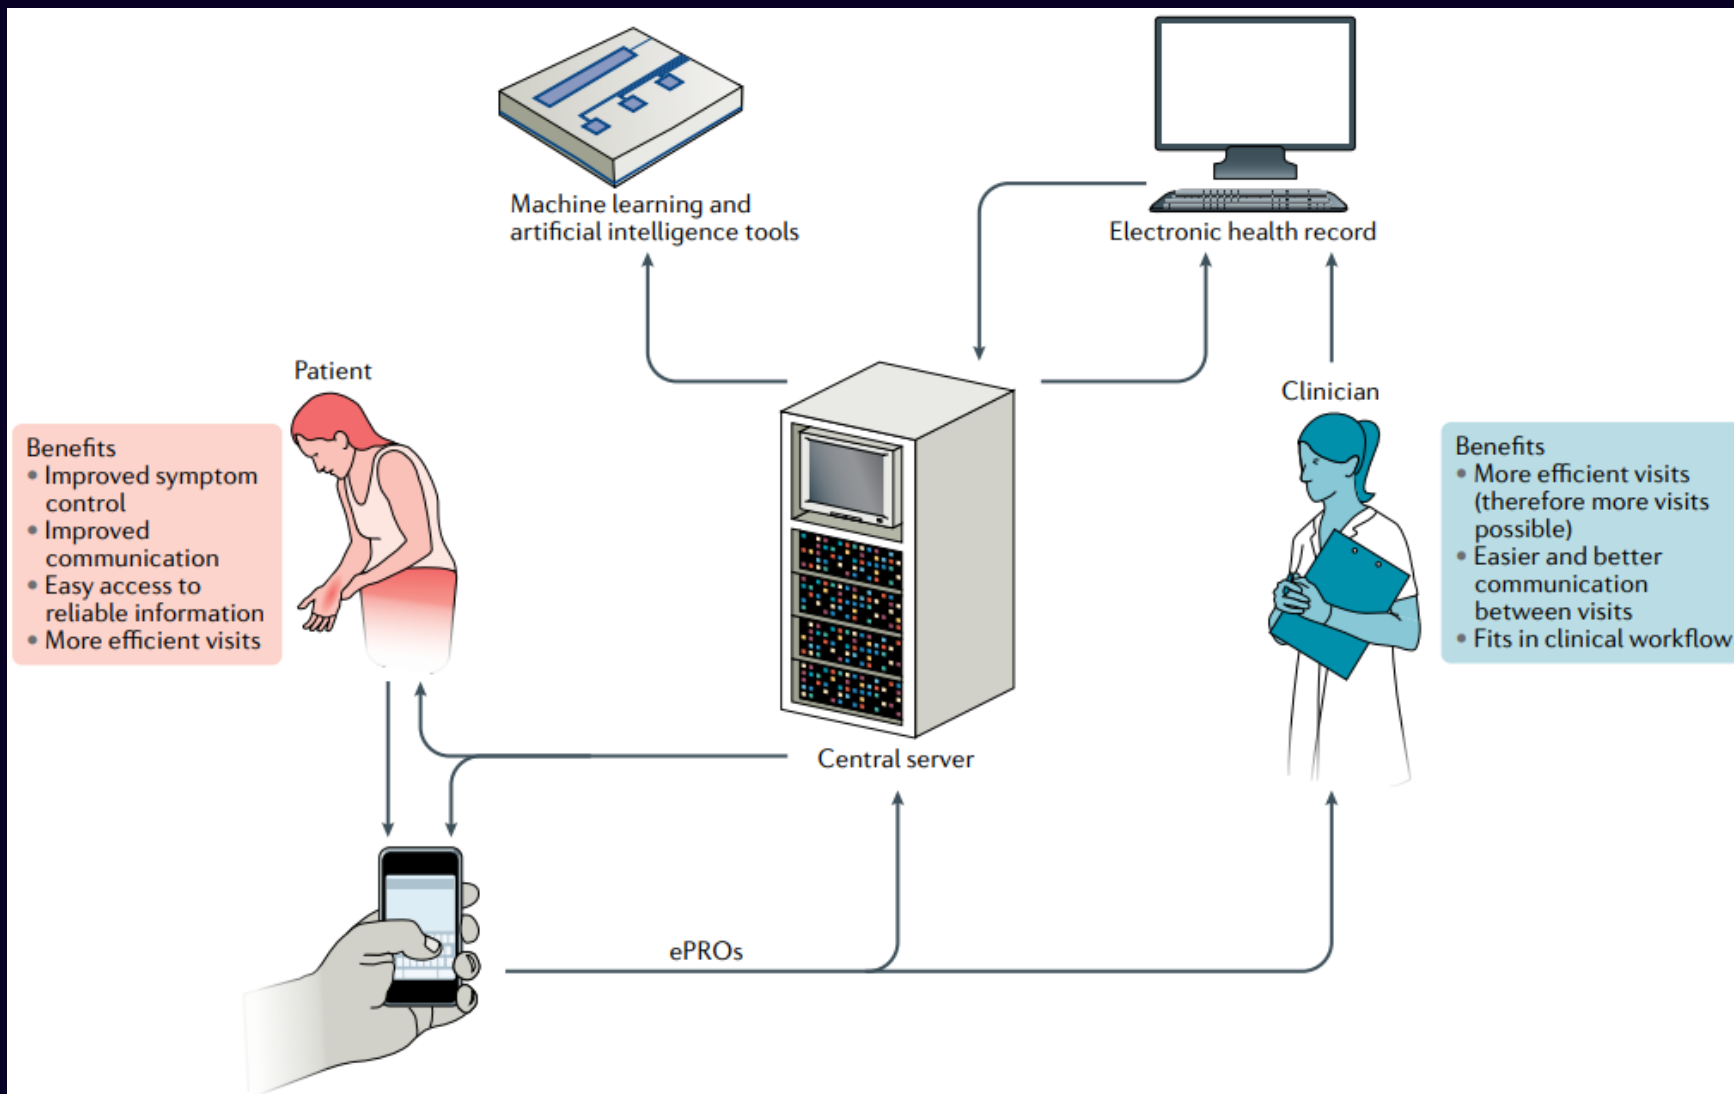 Machine learning and
artificial intelligence tools
Electronic health record
Patient
Clinician
Benefits
• Improved symptom
control
• Improved
communication
• Easy access to
reliable information
• More efficient visits
Benefits
• More efficient visits
(therefore more visits
possible)
• Easier and better
communication
between visits
• Fits in clinical workflow
Central server
ePROs